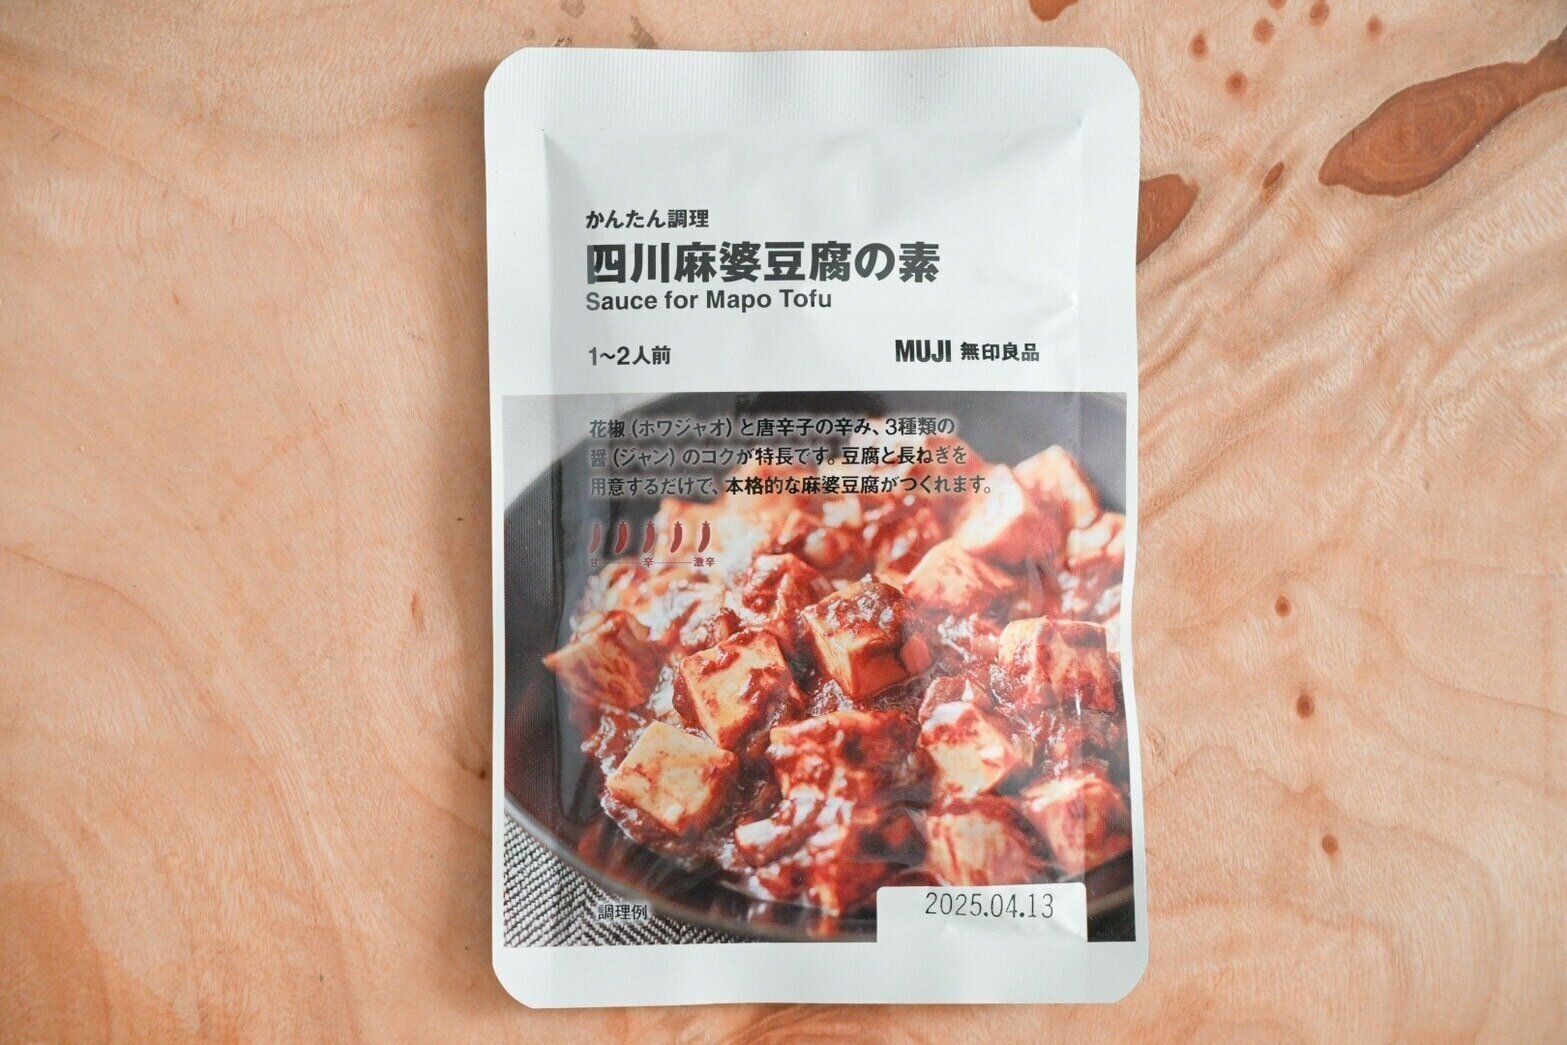 かんたん調理
四川麻婆豆腐の素
Sauce for Mapo Tofu
1〜2人前
MUJI 無印良品
花椒（ホワジャオ）と唐辛子の辛み、3種類の
醤（ジャン）のコクが特長です。豆腐と長ねぎを
用意するだけで、本格的な麻婆豆腐がつくれます。
甘 辛 激辛
調理例
2025.04.13